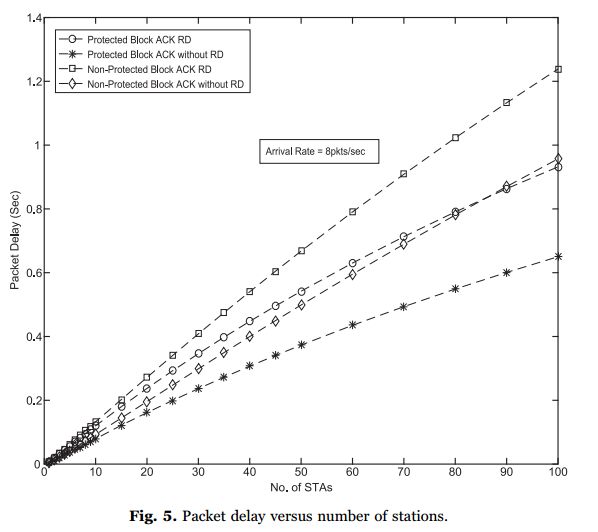 1.4
1.2
1
0.8
0.6
0.4
0.2
0
Packet Delay (Sec)
Protected Block ACK RD
Protected Block ACK without RD
Non-Protected Block ACK RD
Non-Protected Block ACK without RD
Arrival Rate = 8pkts/sec
0 10 20 30 40 50 60 70 80 90 100
No. of STAs
Fig. 5. Packet delay versus number of stations.